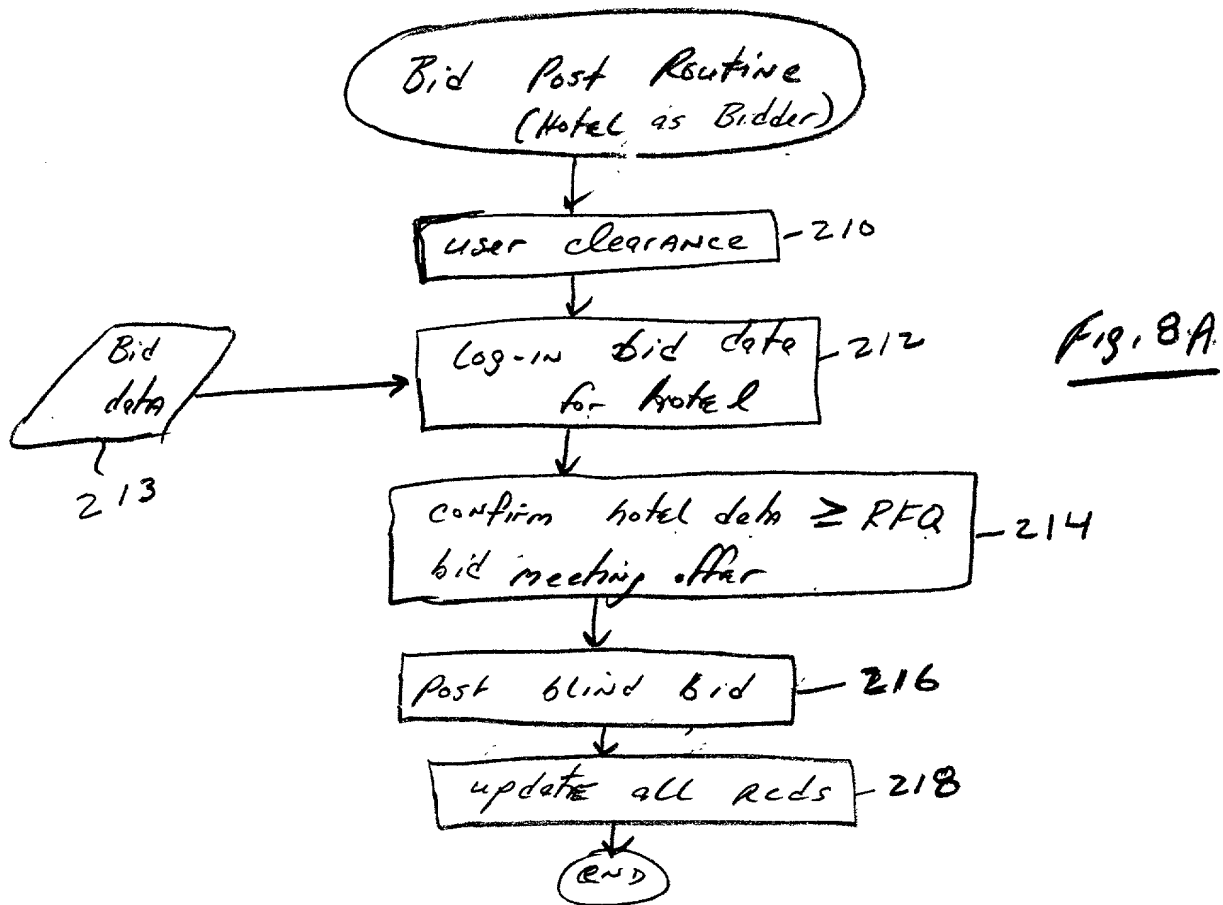 Bid Post Routine
(Hotel as Bidder)
user clearance
210
Log-in bid data
for hotel
212
Bid
data
213
Fig. 8A
confirm hotel data ≥ RFQ
bid meeting offer
214
Post blind bid
216
update all rcds
218
END